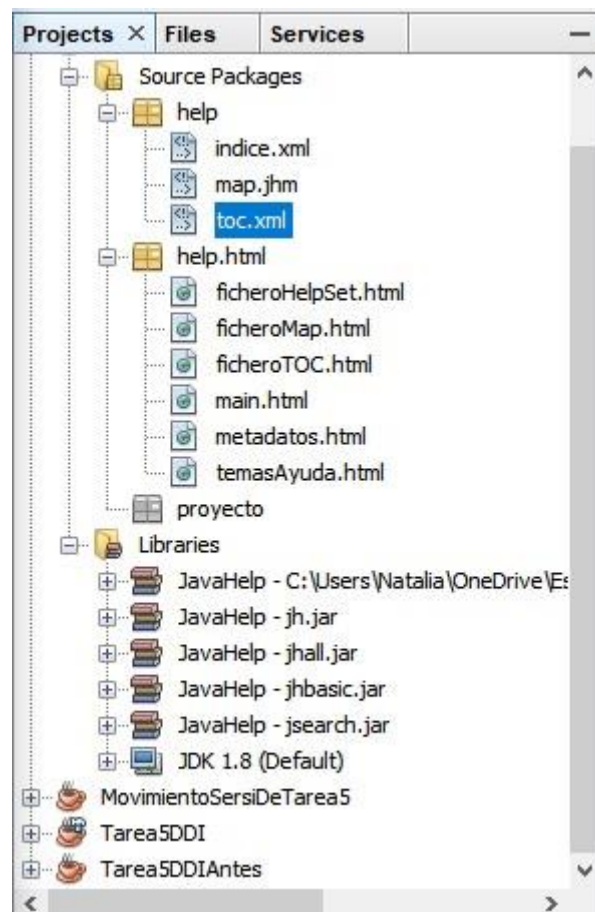 Projects × Files Services
Source Packages
help
indice.xml
map.jhm
toc.xml
help.html
ficheroHelpSet.html
ficheroMap.html
ficheroTOC.html
main.html
metadatos.html
temasAyuda.html
proyecto
Libraries
JavaHelp - C:\Users\Natalia\OneDrive\Es
JavaHelp - jh.jar
JavaHelp - jhall.jar
JavaHelp - jhbasic.jar
JavaHelp - jsearch.jar
JDK 1.8 (Default)
MovimientoSersiDeTarea5
Tarea5DDI
Tarea5DDIAntes